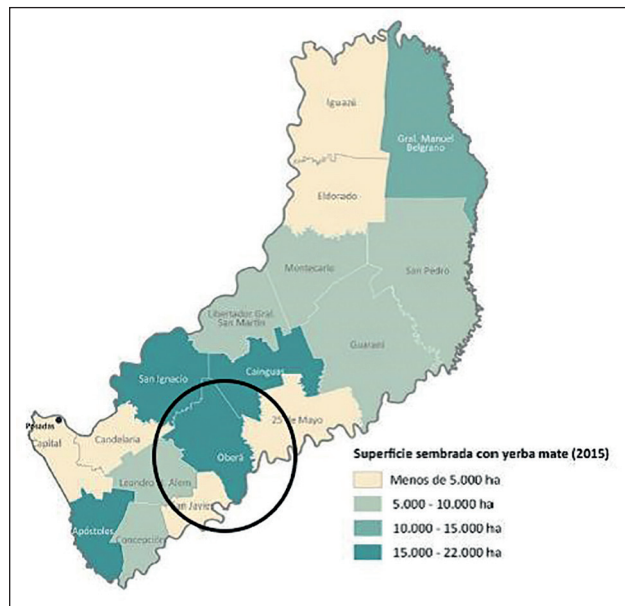 Iguazú
Gral. Manuel
Belgrano
Eldorado
Montecarlo
San Pedro
Libertador Gral.
San Martín
Guaraní
San Ignacio
Cainguas
25 de Mayo
Posadas
Capital
Candelaria
Oberá
Leandro N. Alem
San Javier
Apóstoles
Concepción
Superficie sembrada con yerba mate (2015)
Menos de 5.000 ha
5.000 - 10.000 ha
10.000 - 15.000 ha
15.000 - 22.000 ha